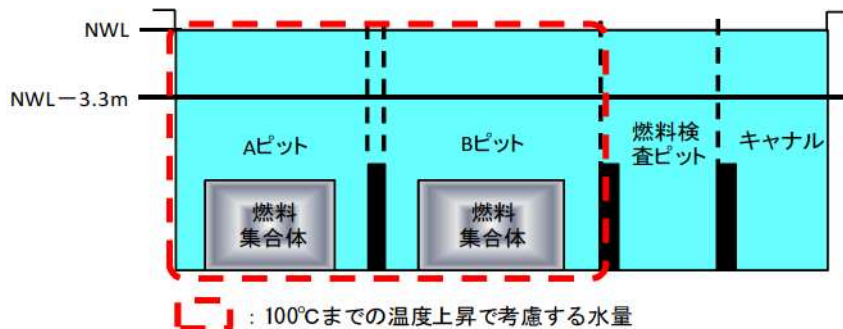 NWL
NWL－3.3m
Aピット
Bピット
燃料検
査ピット
キャナル
燃料
集合体
燃料
集合体
：100℃までの温度上昇で考慮する水量